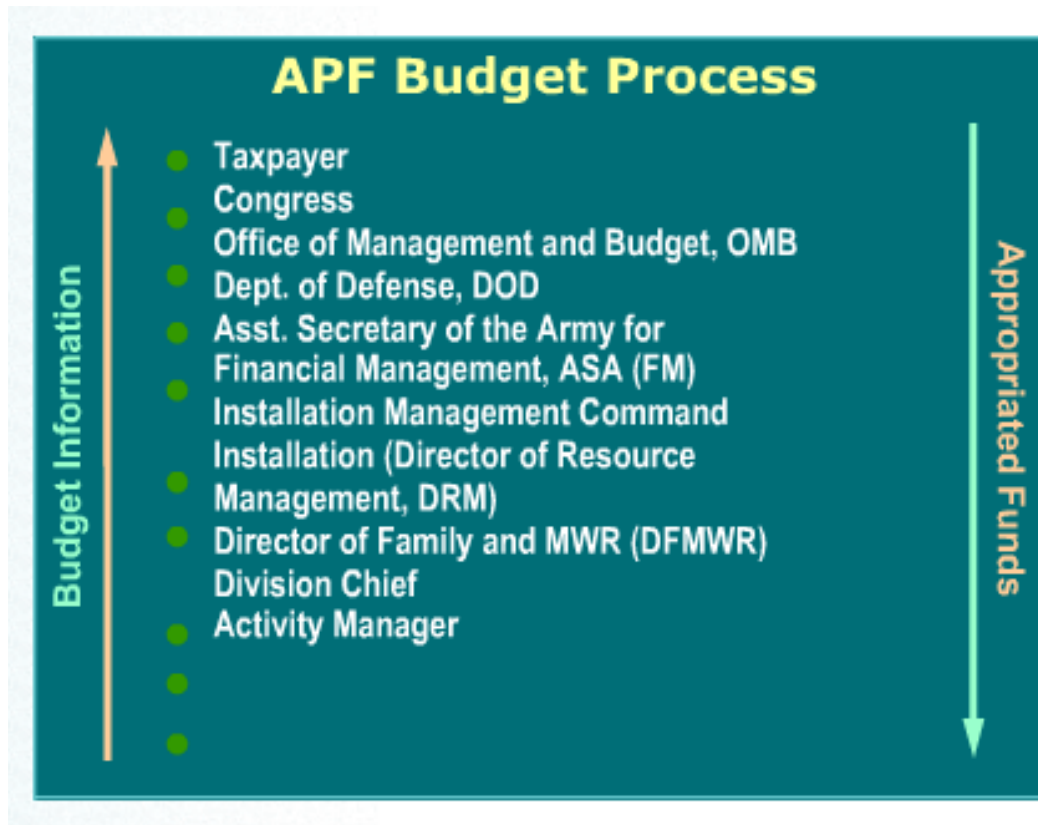 APF Budget Process
Taxpayer
Congress
Office of Management and Budget, OMB
Dept. of Defense, DOD
Asst. Secretary of the Army for
Financial Management, ASA (FM)
Installation Management Command
Installation (Director of Resource
Management, DRM)
Director of Family and MWR (DFMWR)
Division Chief
Activity Manager
Budget Information
Appropriated Funds